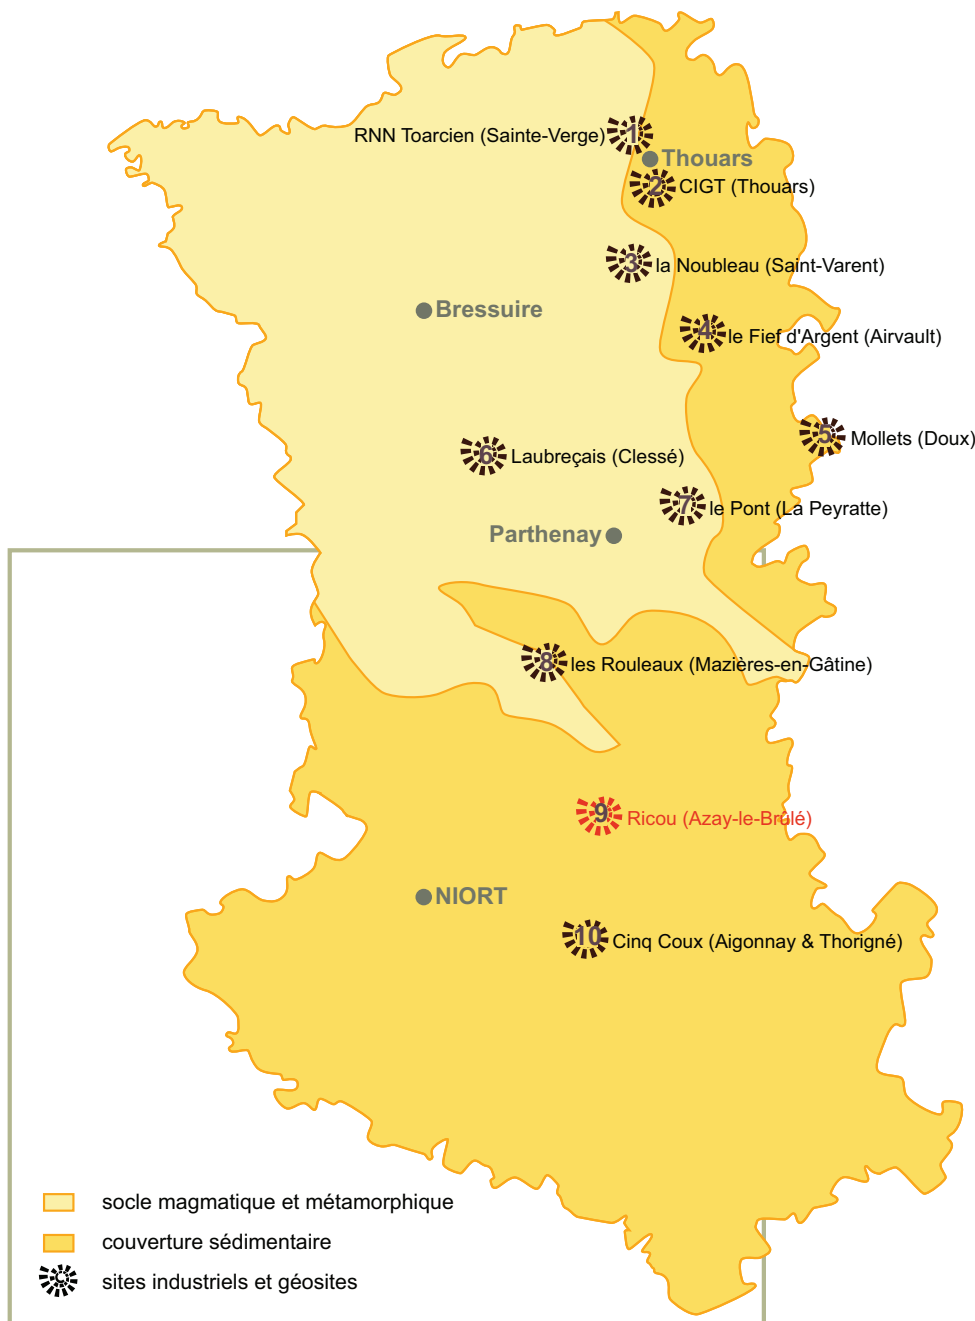 RNN Toarcien (Sainte-Verge)
1
Thouars
2
CIGT (Thouars)
3
la Noubleau (Saint-Varent)
Bressuire
4
le Fief d'Argent (Airvault)
5
Mollets (Doux)
6
Laubreçais (Clessé)
7
le Pont (La Peyratte)
Parthenay
8
les Rouleaux (Mazières-en-Gâtine)
9
Ricou (Azay-le-Brûlé)
NIORT
10
Cinq Coux (Aigonnay & Thorigné)
socle magmatique et métamorphique
couverture sédimentaire
sites industriels et géosites